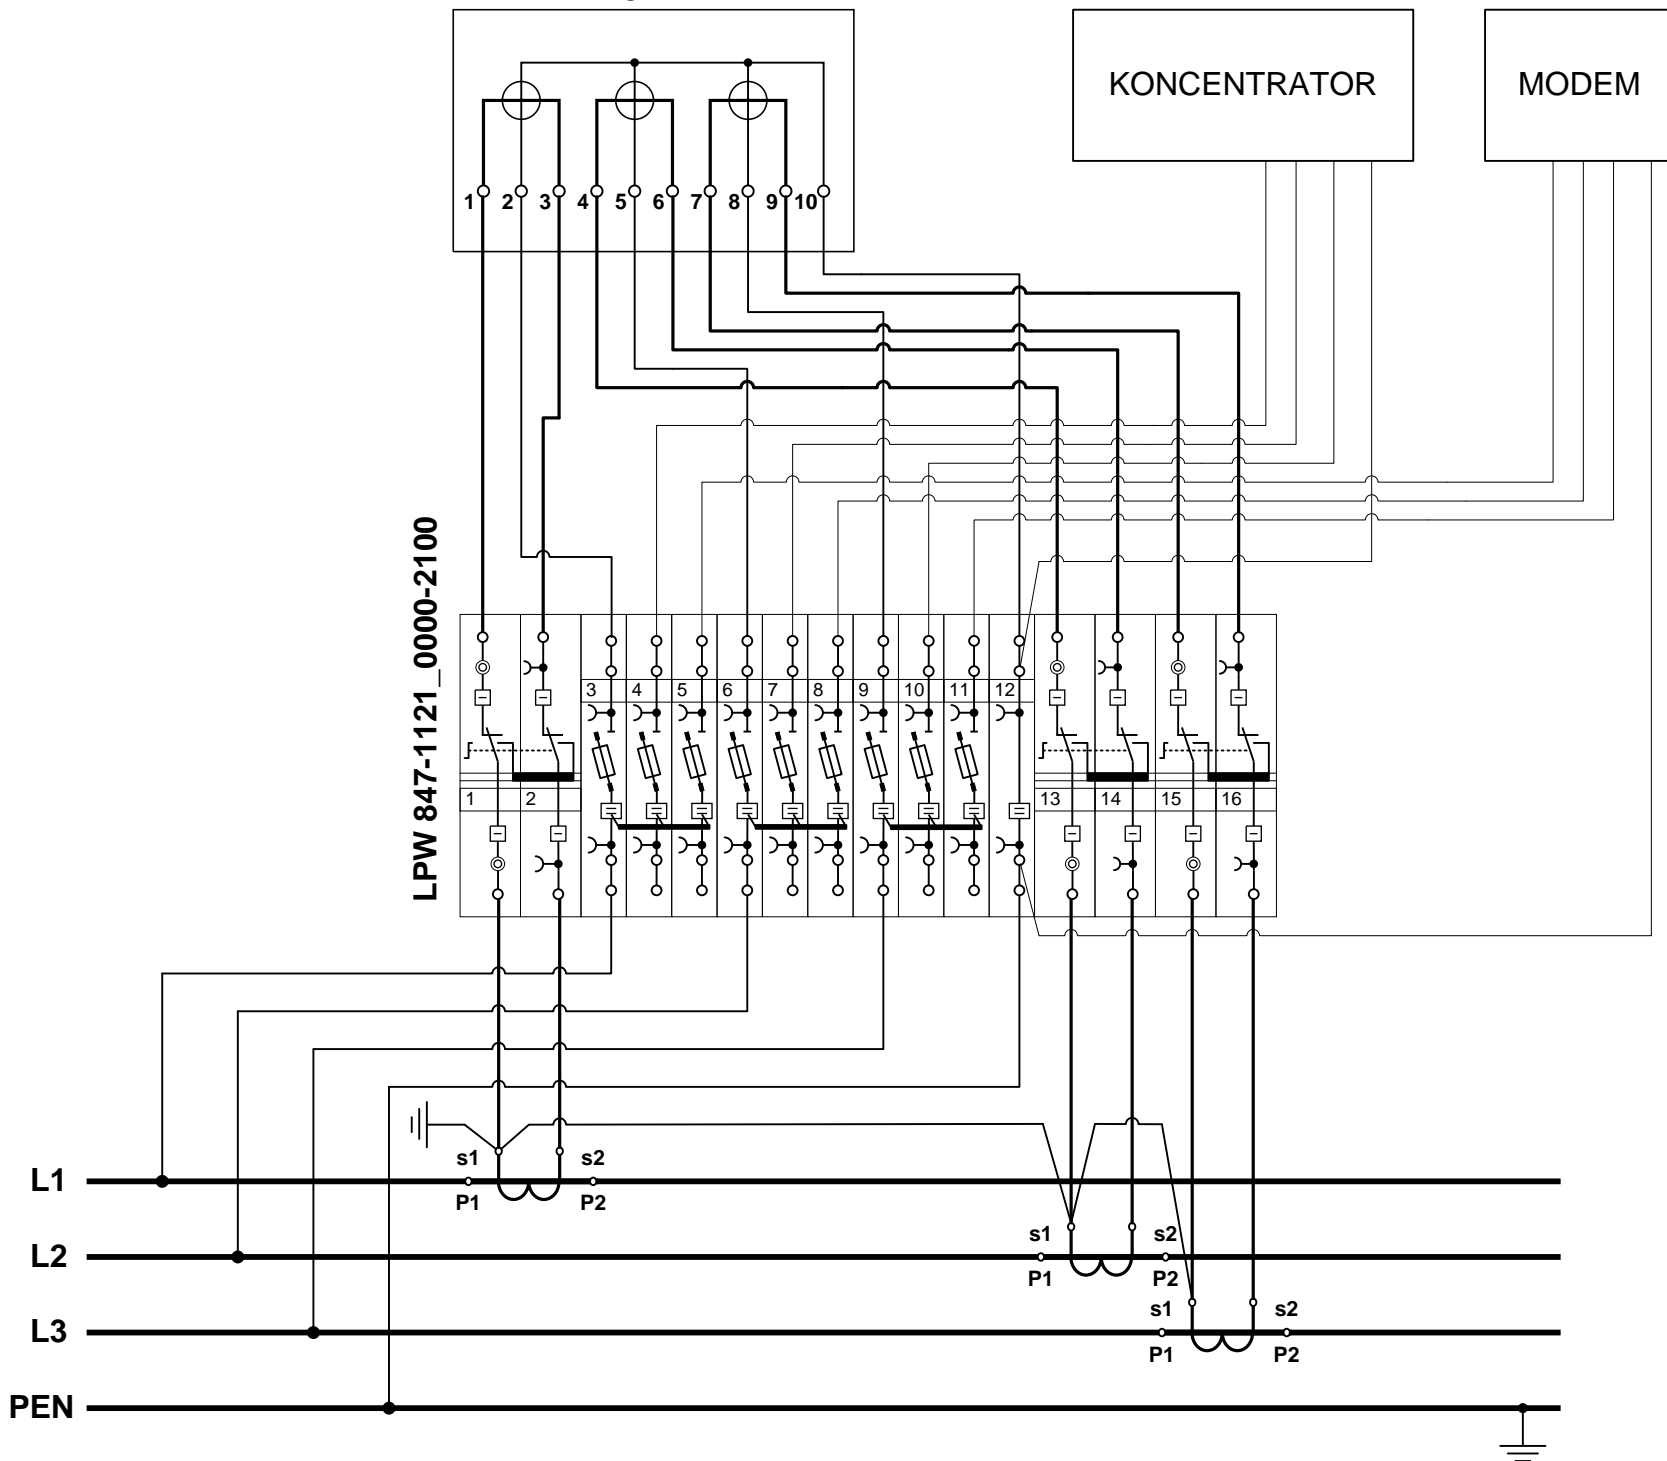 KONCENTRATOR
MODEM
1 2 3 4 5 6 7 8 9 10
LPW 847-1121_0000-2100
3 4 5 6 7 8 9 10 11 12
1 2 13 14 15 16
s1 s2
L1
P1 P2
s1 s2
L2
P1 P2
s1 s2
L3
P1 P2
PEN